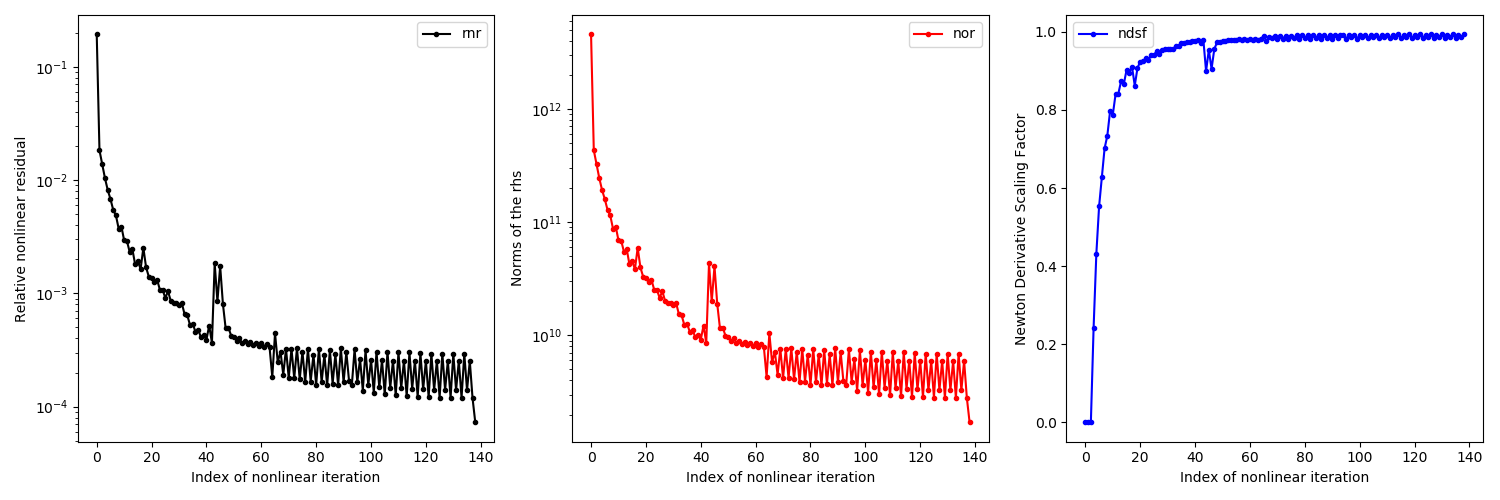 rnr
10⁻¹
10⁻²
10⁻³
10⁻⁴
0 20 40 60 80 100 120 140
Relative nonlinear residual
Index of nonlinear iteration
nor
10¹²
10¹¹
10¹⁰
0 20 40 60 80 100 120 140
Norms of the rhs
Index of nonlinear iteration
ndsf
1.0
0.8
0.6
0.4
0.2
0.0
0 20 40 60 80 100 120 140
Newton Derivative Scaling Factor
Index of nonlinear iteration